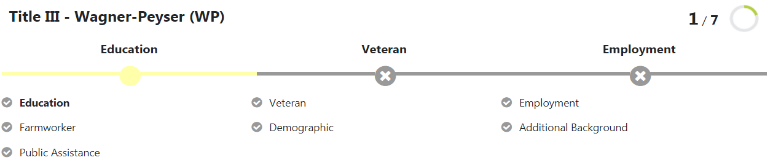 Title III - Wagner-Peyser (WP) 1 / 7
Education Veteran Employment
Education Veteran Employment
Farmworker Demographic Additional Background
Public Assistance